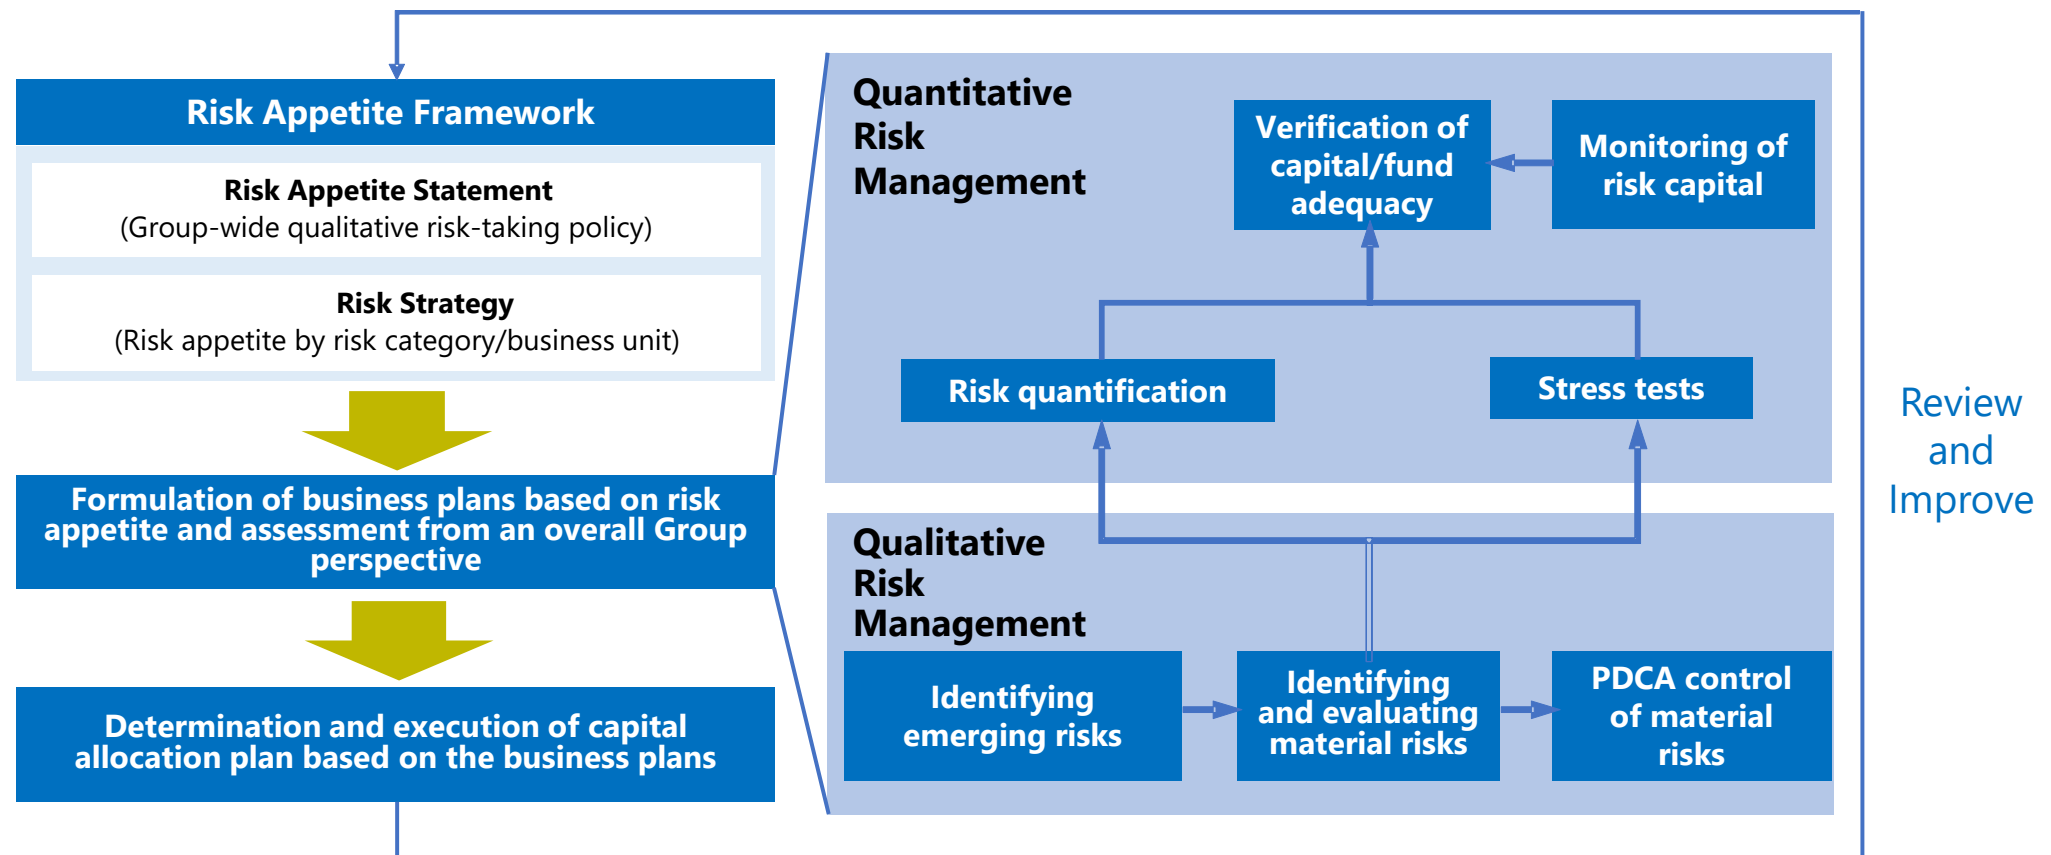 Risk Appetite Framework
Risk Appetite Statement
(Group-wide qualitative risk-taking policy)
Risk Strategy
(Risk appetite by risk category/business unit)
Formulation of business plans based on risk
appetite and assessment from an overall Group
perspective
Determination and execution of capital
allocation plan based on the business plans
Quantitative
Risk
Management
Verification of
capital/fund
adequacy
Monitoring of
risk capital
Risk quantification
Stress tests
Qualitative
Risk
Management
Identifying
emerging risks
Identifying
and evaluating
material risks
PDCA control
of material
risks
Review
and
Improve